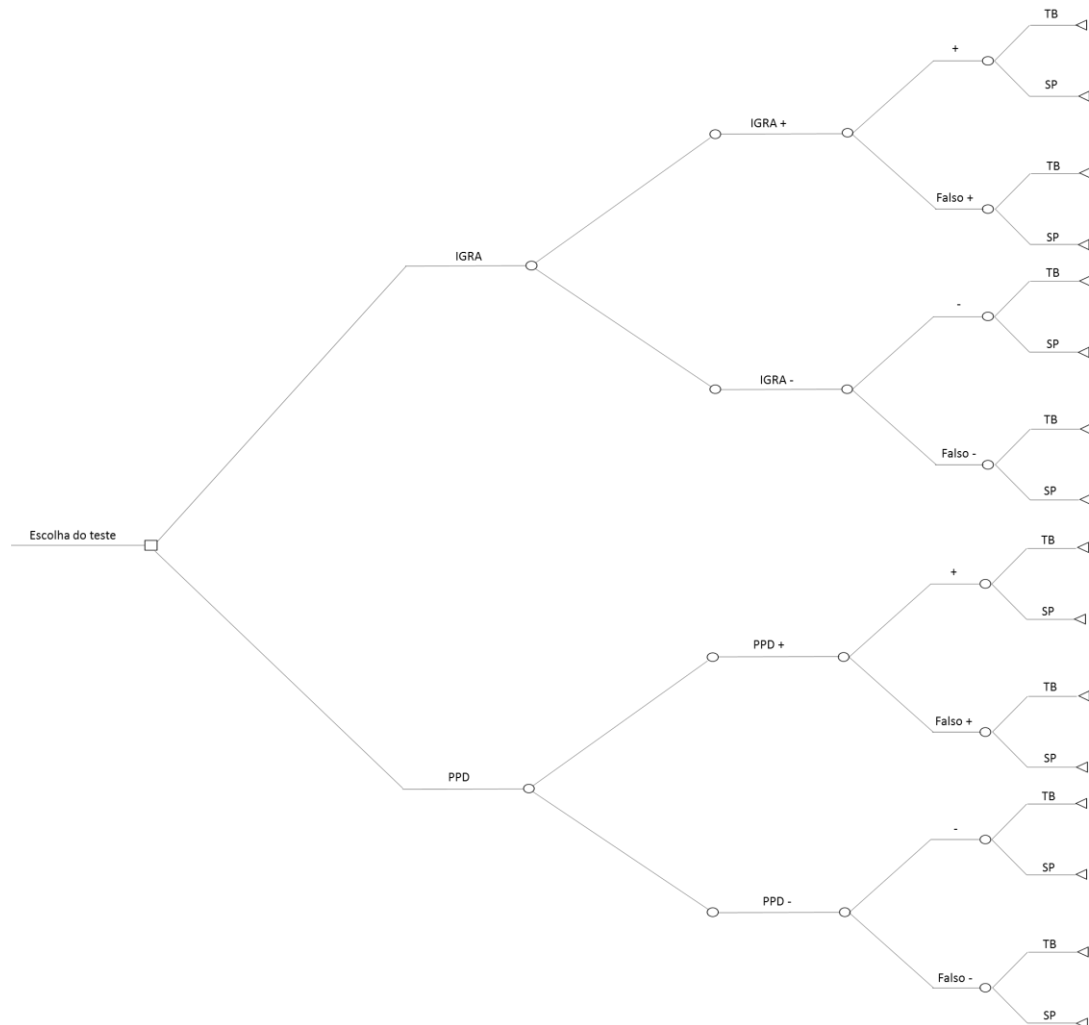 TB
+
SP
IGRA +
TB
Falso +
SP
IGRA
TB
-
SP
IGRA -
TB
Falso -
SP
Escolha do teste
TB
+
SP
PPD +
TB
Falso +
SP
PPD
TB
-
SP
PPD -
TB
Falso -
SP